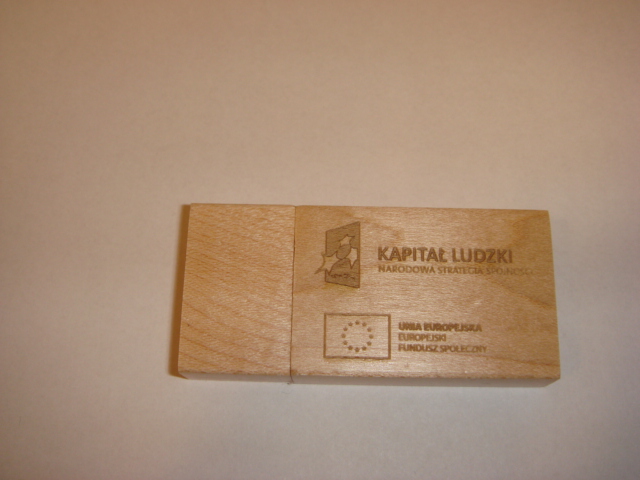 KAPITAŁ LUDZKI
NARODOWA STRATEGIA SPÓJNOŚCI
UNIA EUROPEJSKA
EUROPEJSKI
FUNDUSZ SPOŁECZNY